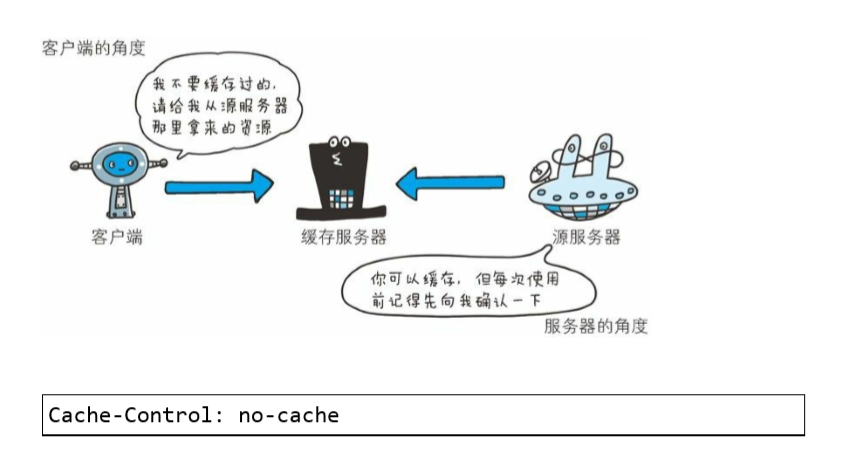 客户端的角度
我不要缓存过的，
请给我从源服务器
那里拿来的资源
客户端
缓存服务器
源服务器
你可以缓存，但每次使用
前记得先向我确认一下
服务器的角度
Cache-Control: no-cache